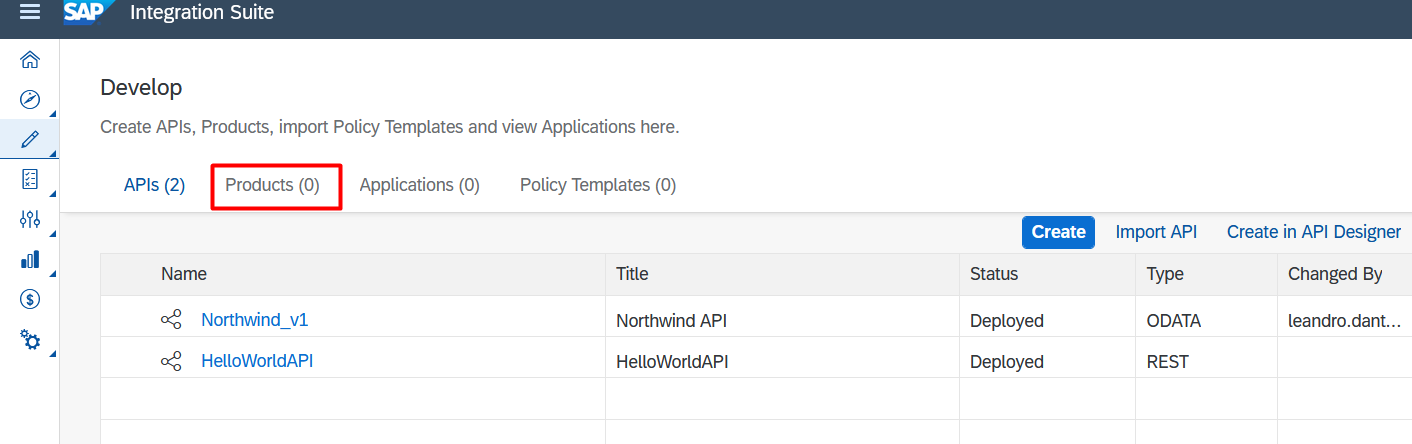 SAP Integration Suite
Develop
Create APIs, Products, import Policy Templates and view Applications here.
APIs (2) Products (0) Applications (0) Policy Templates (0)
Create Import API Create in API Designer
Name Title Status Type Changed By
Northwind_v1 Northwind API Deployed ODATA leandro.dant...
HelloWorldAPI HelloWorldAPI Deployed REST